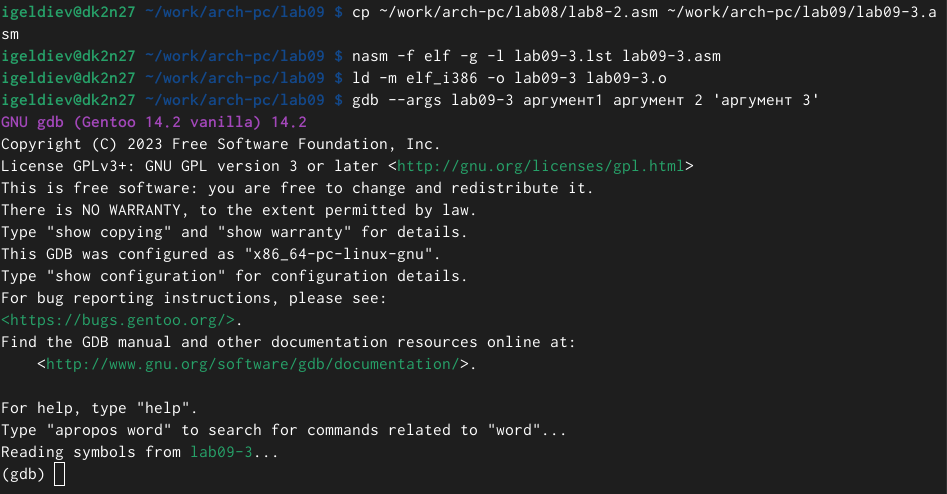 igeldiev@dk2n27 ~/work/arch-pc/lab09 $ cp ~/work/arch-pc/lab08/lab8-2.asm ~/work/arch-pc/lab09/lab09-3.a
sm
igeldiev@dk2n27 ~/work/arch-pc/lab09 $ nasm -f elf -g -l lab09-3.lst lab09-3.asm
igeldiev@dk2n27 ~/work/arch-pc/lab09 $ ld -m elf_i386 -o lab09-3 lab09-3.o
igeldiev@dk2n27 ~/work/arch-pc/lab09 $ gdb --args lab09-3 аргумент1 аргумент 2 'аргумент 3'
GNU gdb (Gentoo 14.2 vanilla) 14.2
Copyright (C) 2023 Free Software Foundation, Inc.
License GPLv3+: GNU GPL version 3 or later <http://gnu.org/licenses/gpl.html>
This is free software: you are free to change and redistribute it.
There is NO WARRANTY, to the extent permitted by law.
Type "show copying" and "show warranty" for details.
This GDB was configured as "x86_64-pc-linux-gnu".
Type "show configuration" for configuration details.
For bug reporting instructions, please see:
<https://bugs.gentoo.org/>.
Find the GDB manual and other documentation resources online at:
    <http://www.gnu.org/software/gdb/documentation/>.

For help, type "help".
Type "apropos word" to search for commands related to "word"...
Reading symbols from lab09-3...
(gdb)